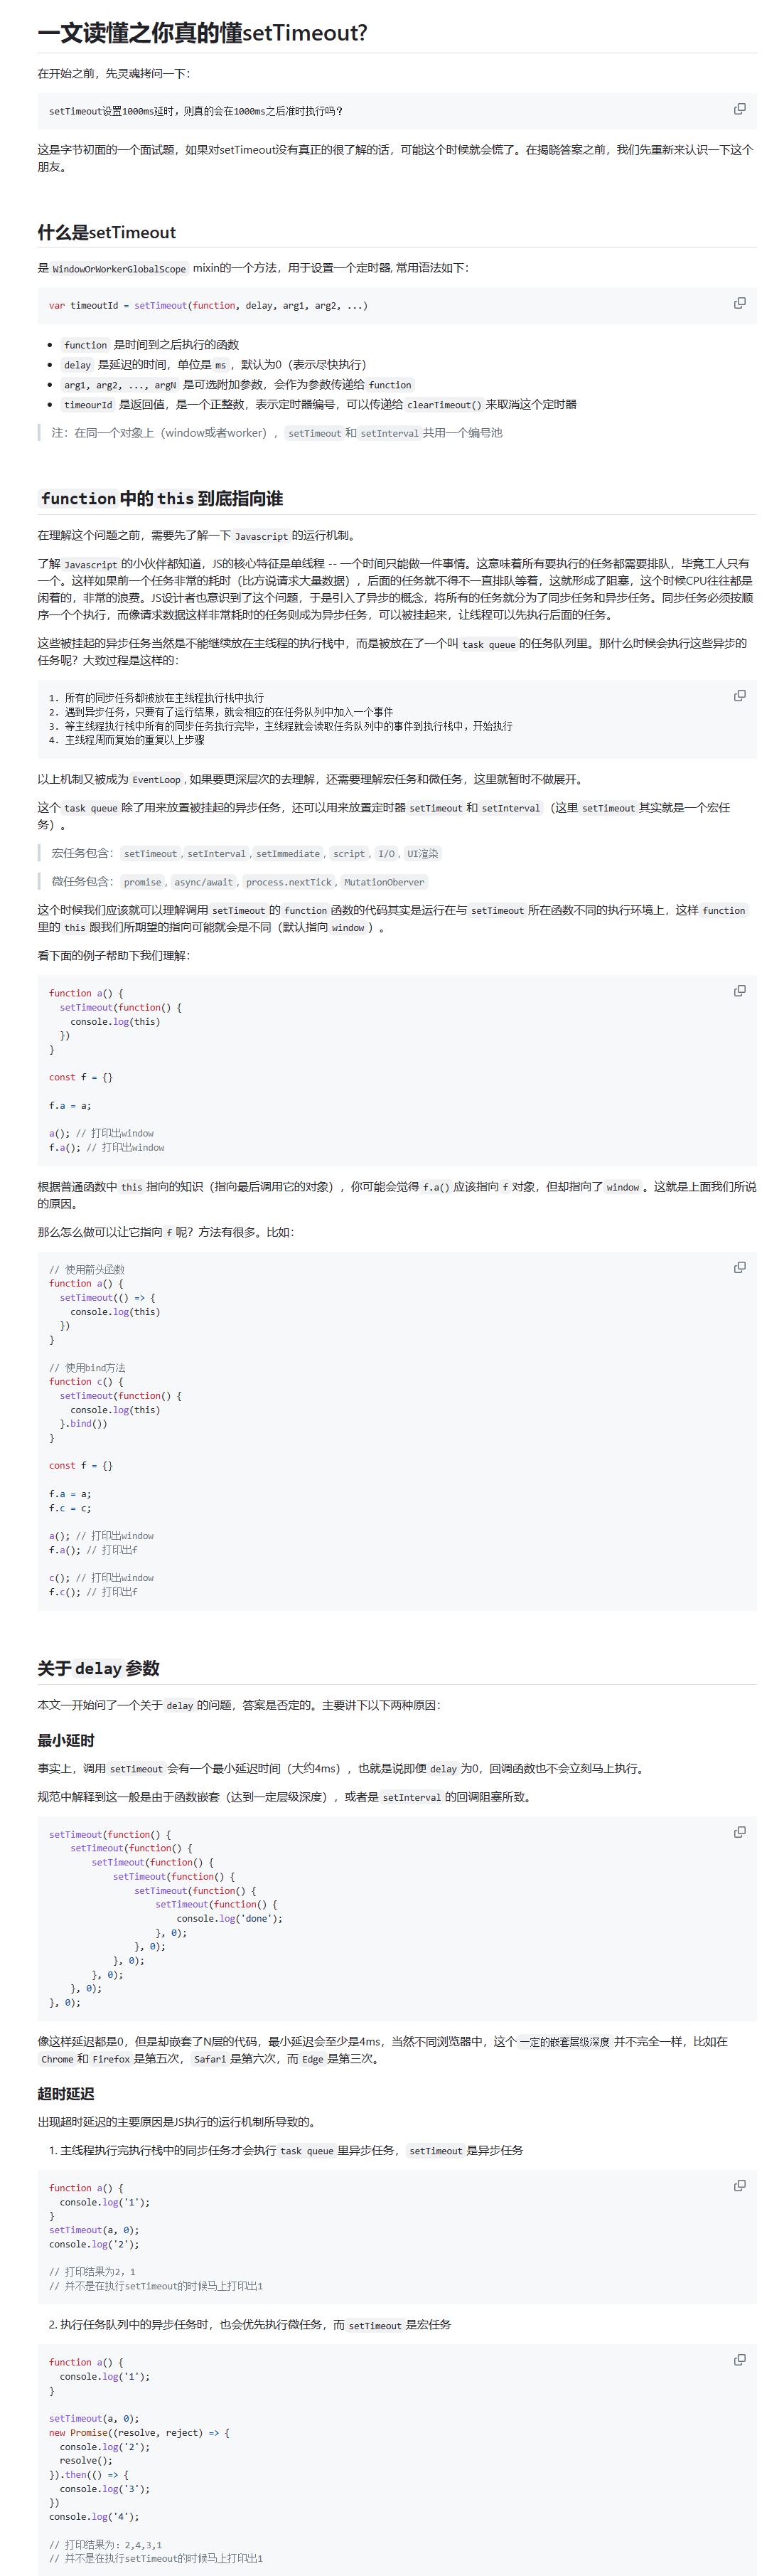 一文读懂之你真的懂setTimeout?
在开始之前，先灵魂拷问一下：
setTimeout设置1000ms延时，则真的会在1000ms之后准时执行吗？
这是字节初面的一个面试题，如果对setTimeout没有真正的很了解的话，可能这个时候就会慌了。在揭晓答案之前，我们先重新来认识一下这个
朋友。
什么是setTimeout
是 WindowOrWorkerGlobalScope mixin的一个方法，用于设置一个定时器, 常用语法如下：
var timeoutId = setTimeout(function, delay, arg1, arg2, ...)
• function 是时间到之后执行的函数
• delay 是延迟的时间，单位是 ms ，默认为0（表示尽快执行）
• arg1, arg2, ..., argN 是可选附加参数，会作为参数传递给 function
• timeourId 是返回值，是一个正整数，表示定时器编号，可以传递给 clearTimeout() 来取消这个定时器
注：在同一个对象上（window或者worker），setTimeout 和 setInterval 共用一个编号池
function 中的 this 到底指向谁
在理解这个问题之前，需要先了解一下 Javascript 的运行机制。
了解 Javascript 的小伙伴都知道，JS的核心特征是单线程 -- 一个时间只能做一件事情。这意味着所有要执行的任务都需要排队，毕竟工人只有
一个。这样如果前一个任务非常的耗时（比方说请求大量数据），后面的任务就不得不一直排队等着，这就形成了阻塞，这个时候CPU往往都是
闲着的，非常的浪费。JS设计者也意识到了这个问题，于是引入了异步的概念，将所有的任务就分为了同步任务和异步任务。同步任务必须按顺
序一个个执行，而像请求数据这样非常耗时的任务则成为异步任务，可以被挂起来，让线程可以先执行后面的任务。
这些被挂起的异步任务当然是不能继续放在主线程的执行栈中，而是被放在了一个叫 task queue 的任务队列里。那什么时候会执行这些异步的
任务呢？大致过程是这样的：
1. 所有的同步任务都被放在主线程执行栈中执行
2. 遇到异步任务，只要有了运行结果，就会相应的在任务队列中加入一个事件
3. 等主线程执行栈中所有的同步任务执行完毕，主线程就会读取任务队列中的事件到执行栈中，开始执行
4. 主线程周而复始的重复以上步骤
以上机制又被成为 EventLoop , 如果要更深层次的去理解，还需要理解宏任务和微任务，这里就暂时不做展开。
这个 task queue 除了用来放置被挂起的异步任务，还可以用来放置定时器 setTimeout 和 setInterval （这里 setTimeout 其实就是一个宏任
务）。
宏任务包含：setTimeout , setInterval , setImmediate , script , I/O , UI渲染
微任务包含：promise , async/await , process.nextTick , MutationOberver
这个时候我们应该就可以理解调用 setTimeout 的 function 函数的代码其实是运行在与 setTimeout 所在函数不同的执行环境上，这样 function
里的 this 跟我们所期望的指向可能就会是不同（默认指向 window ）。
看下面的例子帮助下我们理解：
function a() {
  setTimeout(function() {
    console.log(this)
  })
}
const f = {}
f.a = a;
a(); // 打印出window
f.a(); // 打印出window
根据普通函数中 this 指向的知识（指向最后调用它的对象），你可能会觉得 f.a() 应该指向 f 对象，但却指向了 window 。这就是上面我们所说
的原因。
那么怎么做可以让它指向 f 呢？方法有很多。比如：
// 使用箭头函数
function a() {
  setTimeout(() => {
    console.log(this)
  })
}
// 使用bind方法
function c() {
  setTimeout(function() {
    console.log(this)
  }.bind())
}
const f = {}
f.a = a;
f.c = c;
a(); // 打印出window
f.a(); // 打印出f
c(); // 打印出window
f.c(); // 打印出f
关于 delay 参数
本文一开始问了一个关于 delay 的问题，答案是否定的。主要讲下以下两种原因：
最小延时
事实上，调用 setTimeout 会有一个最小延迟时间（大约4ms），也就是说即便 delay 为0，回调函数也不会立刻马上执行。
规范中解释到这一般是由于函数嵌套（达到一定层级深度），或者是 setInterval 的回调阻塞所致。
setTimeout(function() {
    setTimeout(function() {
        setTimeout(function() {
            setTimeout(function() {
                setTimeout(function() {
                    setTimeout(function() {
                        console.log('done');
                    }, 0);
                }, 0);
            }, 0);
        }, 0);
    }, 0);
}, 0);
像这样延迟都是0，但是却嵌套了N层的代码，最小延迟会至少是4ms，当然不同浏览器中，这个 一定的嵌套层级深度 并不完全一样，比如在
Chrome 和 Firefox 是第五次， Safari 是第六次，而 Edge 是第三次。
超时延迟
出现超时延迟的主要原因是JS执行的运行机制所导致的。
1. 主线程执行完执行栈中的同步任务才会执行 task queue 里异步任务， setTimeout 是异步任务
function a() {
  console.log('1');
}
setTimeout(a, 0);
console.log('2');
// 打印结果为2，1
// 并不是在执行setTimeout的时候马上打印出1
2. 执行任务队列中的异步任务时，也会优先执行微任务，而 setTimeout 是宏任务
function a() {
  console.log('1');
}
setTimeout(a, 0);
new Promise((resolve, reject) => {
  console.log('2');
  resolve();
}).then(() => {
  console.log('3');
})
console.log('4');
// 打印结果为：2,4,3,1
// 并不是在执行setTimeout的时候马上打印出1